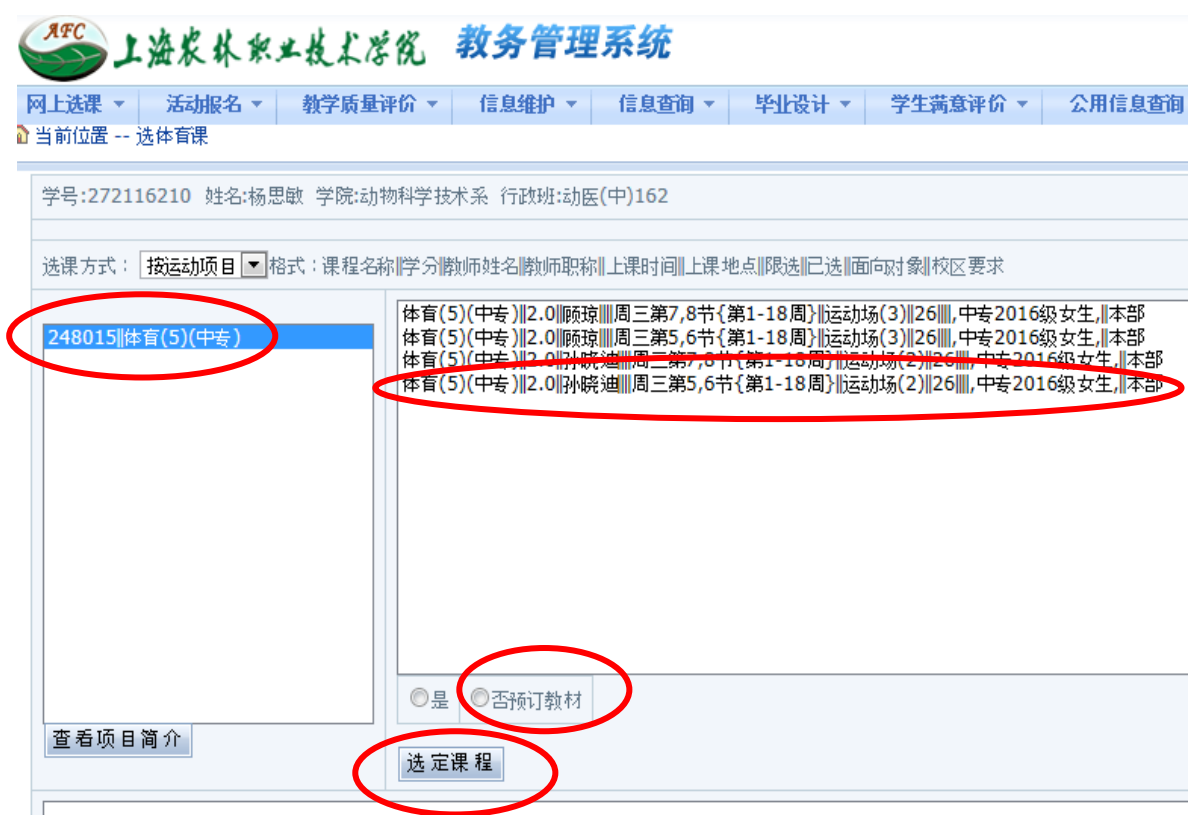 AFC
上海农林职业技术学院 教务管理系统
网上选课 活动报名 教学质量评价 信息维护 信息查询 毕业设计 学生满意评价 公用信息查询
当前位置 -- 选体育课
学号:272116210 姓名:杨思敏 学院:动物科学技术系 行政班:动医(中)162
选课方式： 按运动项目 格式：课程名称||学分||教师姓名||教师职称||上课时间||上课地点||限选||已选||面向对象||校区要求
248015||体育(5)(中专)
体育(5)(中专)||2.0||顾琼||||周三第7,8节{第1-18周}||运动场(3)||26||||,中专2016级女生,||本部
体育(5)(中专)||2.0||顾琼||||周三第5,6节{第1-18周}||运动场(3)||26||||,中专2016级女生,||本部
体育(5)(中专)||2.0||孙晓迪||||周三第7,8节{第1-18周}||运动场(2)||26||||,中专2016级女生,||本部
体育(5)(中专)||2.0||孙晓迪||||周三第5,6节{第1-18周}||运动场(2)||26||||,中专2016级女生,||本部
是 否预订教材
查看项目简介
选定课程